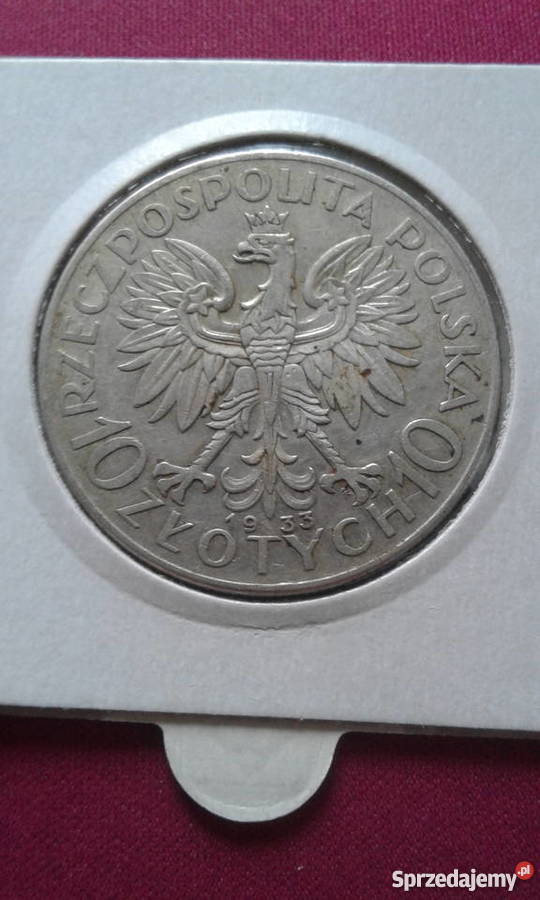 RZECZPOSPOLITA POLSKA
10 ZŁOTYCH 10
1933
Sprzedajemy.pl